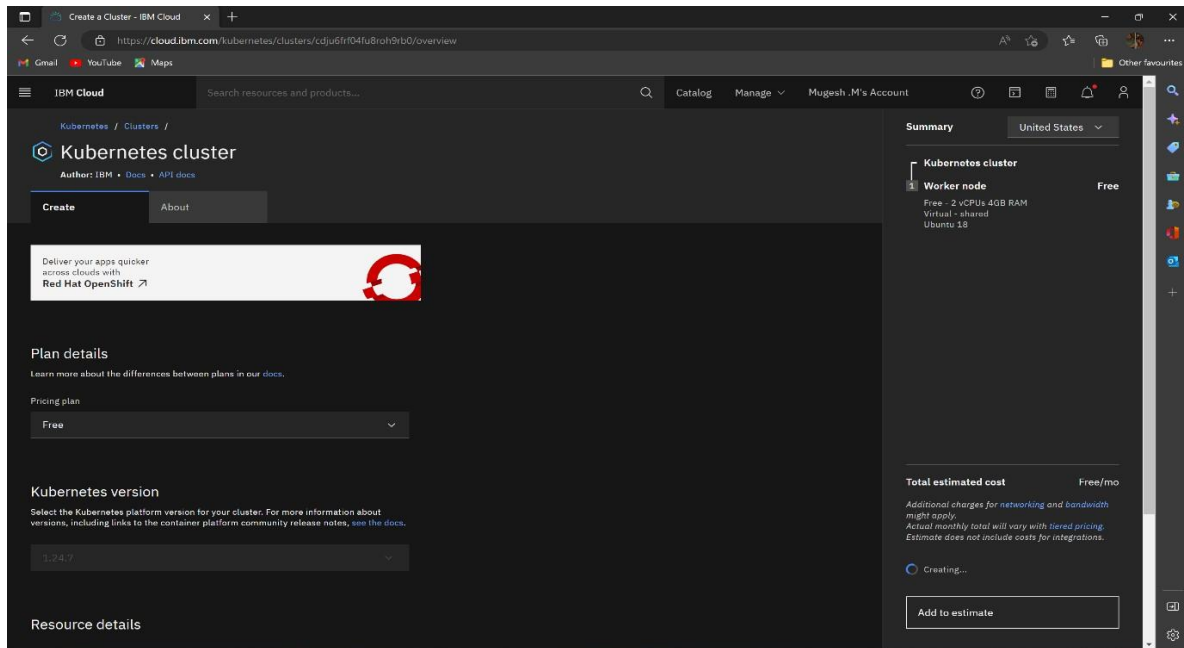 Create a Cluster - IBM Cloud
https://cloud.ibm.com/kubernetes/clusters/cdju6frf04fu8roh9rb0/overview
Gmail YouTube Maps Other favourites
IBM Cloud Search resources and products... Catalog Manage Mugesh .M's Account
Kubernetes / Clusters /
Kubernetes cluster
Author: IBM • Docs • API docs
Create About
Deliver your apps quicker
across clouds with
Red Hat OpenShift
Plan details
Learn more about the differences between plans in our docs.
Pricing plan
Free
Kubernetes version
Select the Kubernetes platform version for your cluster. For more information about
versions, including links to the container platform community release notes, see the docs.
1.24.7
Resource details
Summary United States
Kubernetes cluster
1 Worker node Free
Free - 2 vCPUs 4GB RAM
Virtual - shared
Ubuntu 18
Total estimated cost Free/mo
Additional charges for networking and bandwidth
might apply.
Actual monthly total will vary with tiered pricing.
Estimate does not include costs for integrations.
Creating...
Add to estimate